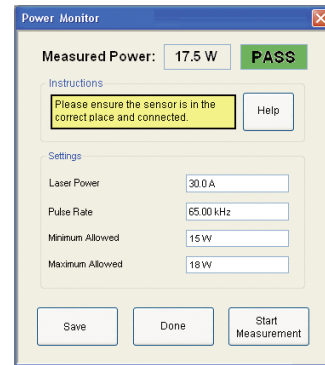 Power Monitor
Measured Power: 17.5 W PASS
Instructions
Please ensure the sensor is in the
correct place and connected.
Help
Settings
Laser Power 30.0 A
Pulse Rate 65.00 kHz
Minimum Allowed 15 W
Maximum Allowed 18 W
Save Done Start
Measurement